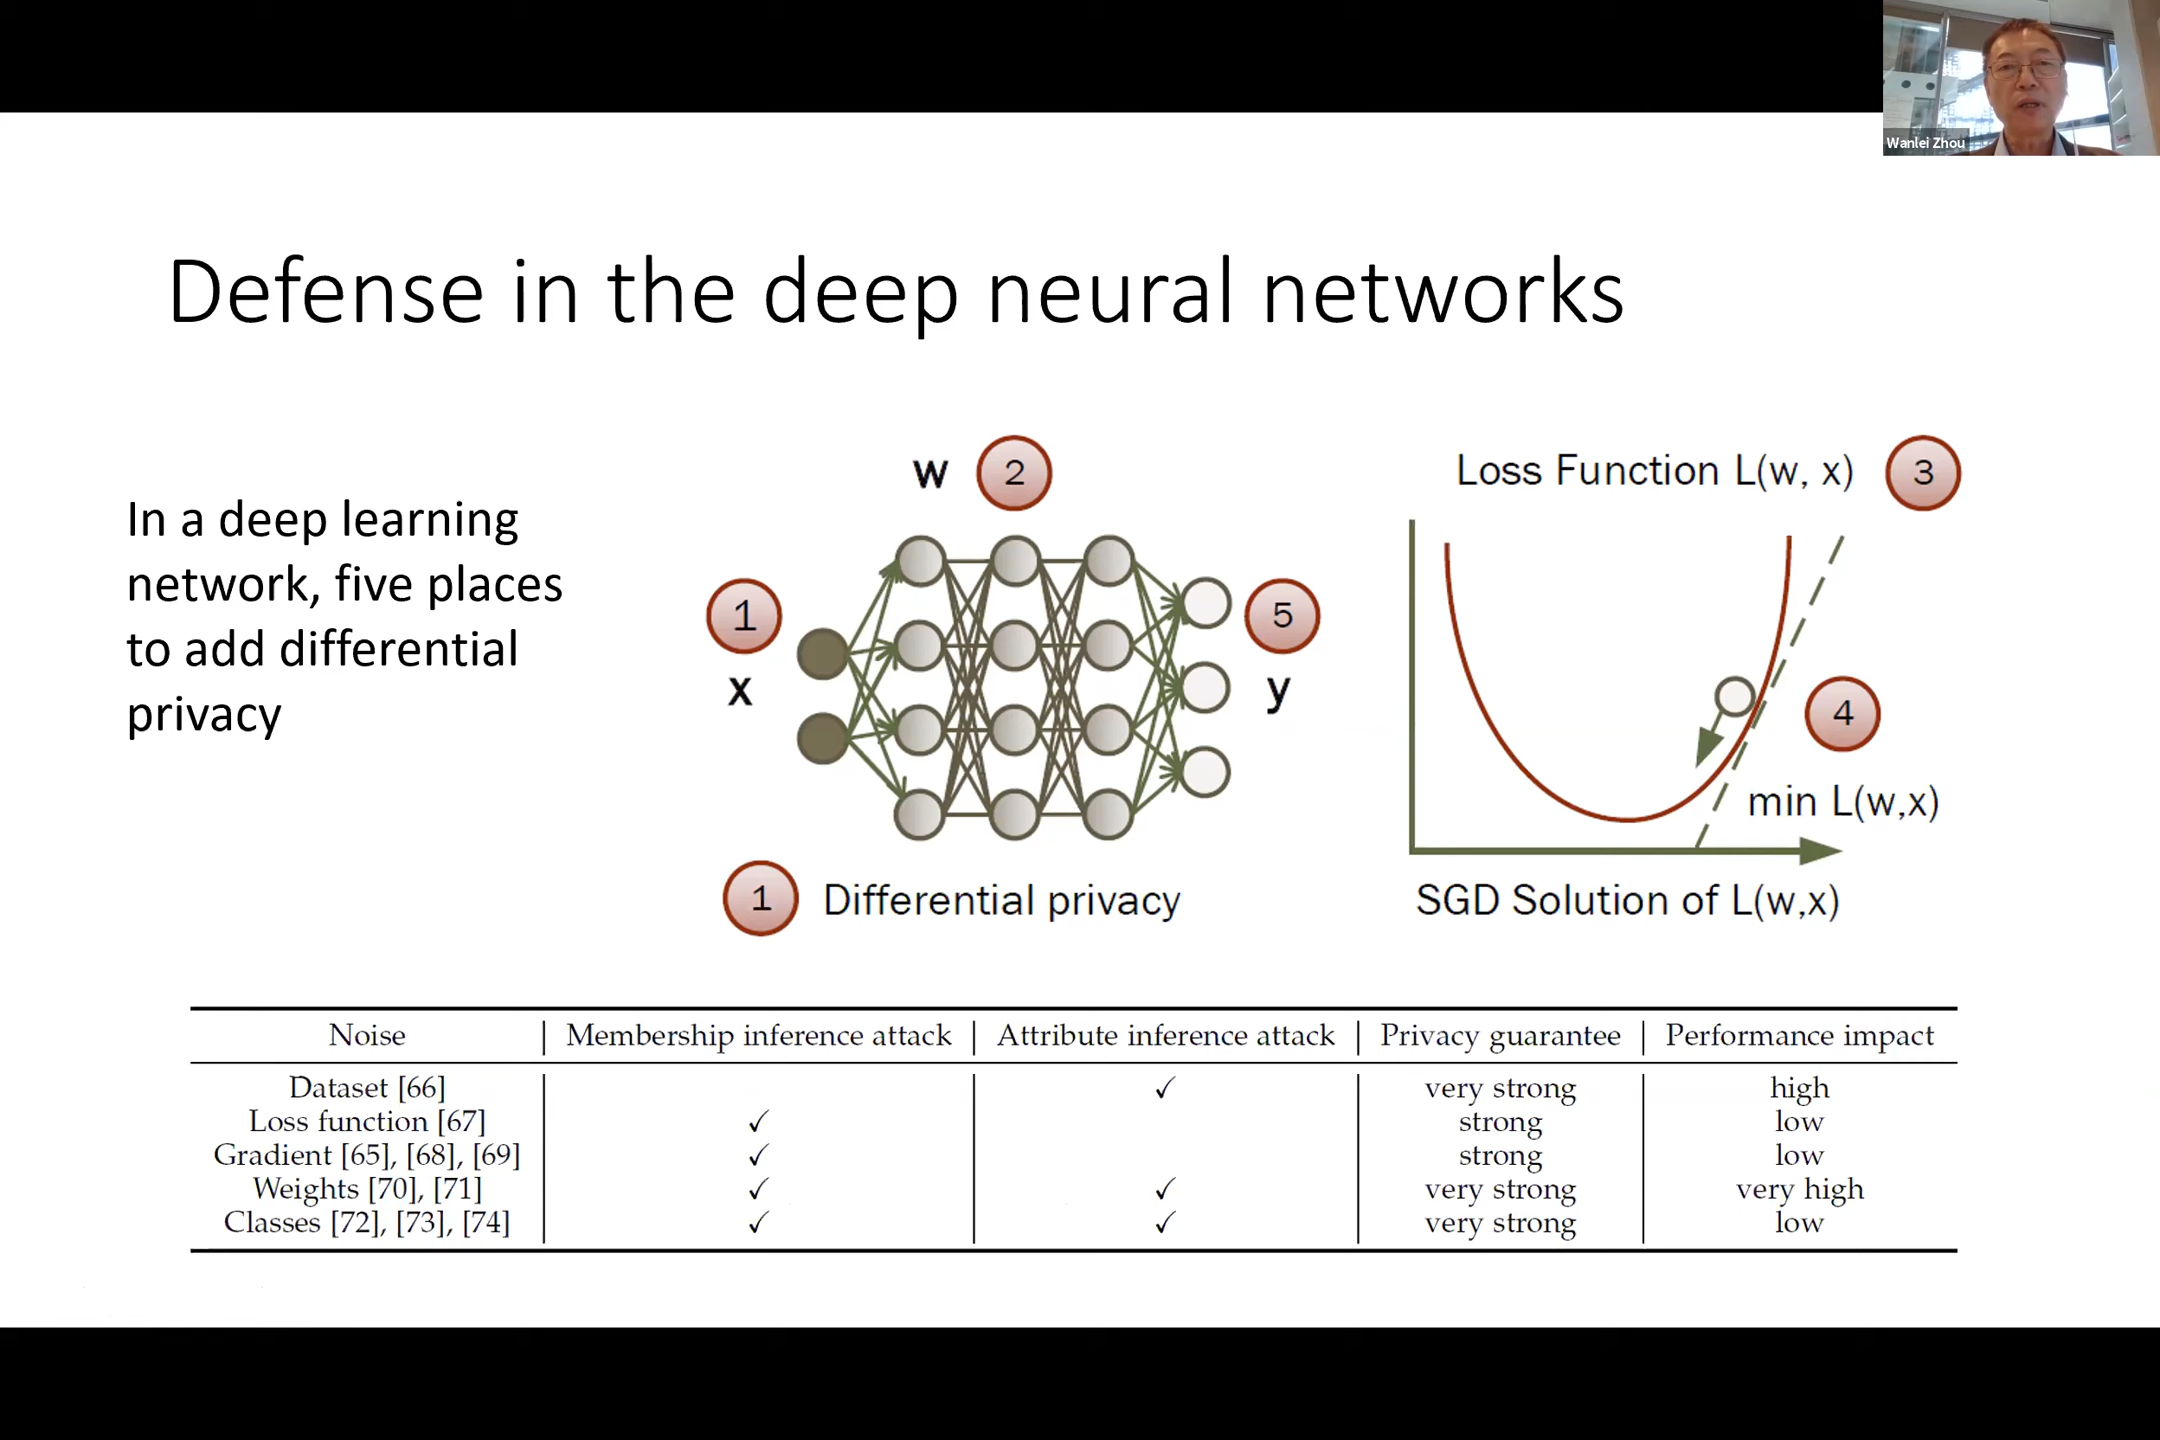 Wanlei Zhou
Defense in the deep neural networks
In a deep learning
network, five places
to add differential
privacy
w 2
1
x
5
y
1 Differential privacy
Loss Function L(w, x) 3
4
min L(w,x)
SGD Solution of L(w,x)
Noise Membership inference attack Attribute inference attack Privacy guarantee Performance impact
Dataset [66] ✓ very strong high
Loss function [67] ✓ strong low
Gradient [65], [68], [69] ✓ strong low
Weights [70], [71] ✓ ✓ very strong very high
Classes [72], [73], [74] ✓ ✓ very strong low